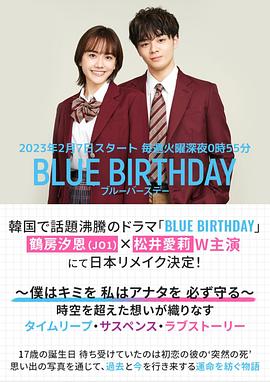 2023年2月7日スタート 毎週火曜深夜0時55分
BLUE BIRTHDAY
ブルーバースデー
韓国で話題沸騰のドラマ「BLUE BIRTHDAY」
鶴房汐恩(JO1)×松井愛莉W主演
にて日本リメイク決定！
～僕はキミを 私はアナタを 必ず守る～
時空を超えた想いが織りなす
タイムリープ・サスペンス・ラブストーリー
17歳の誕生日 待ち受けていたのは初恋の彼の‘突然の死’
思い出の写真を通じて、過去と今を行き来する運命を紡ぐ物語